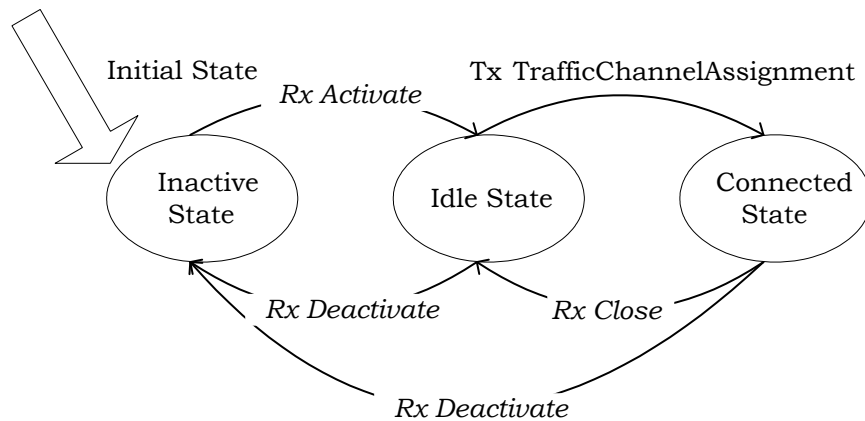 Initial State
Tx TrafficChannelAssignment
Rx Activate
Inactive
State
Idle State
Connected
State
Rx Deactivate
Rx Close
Rx Deactivate